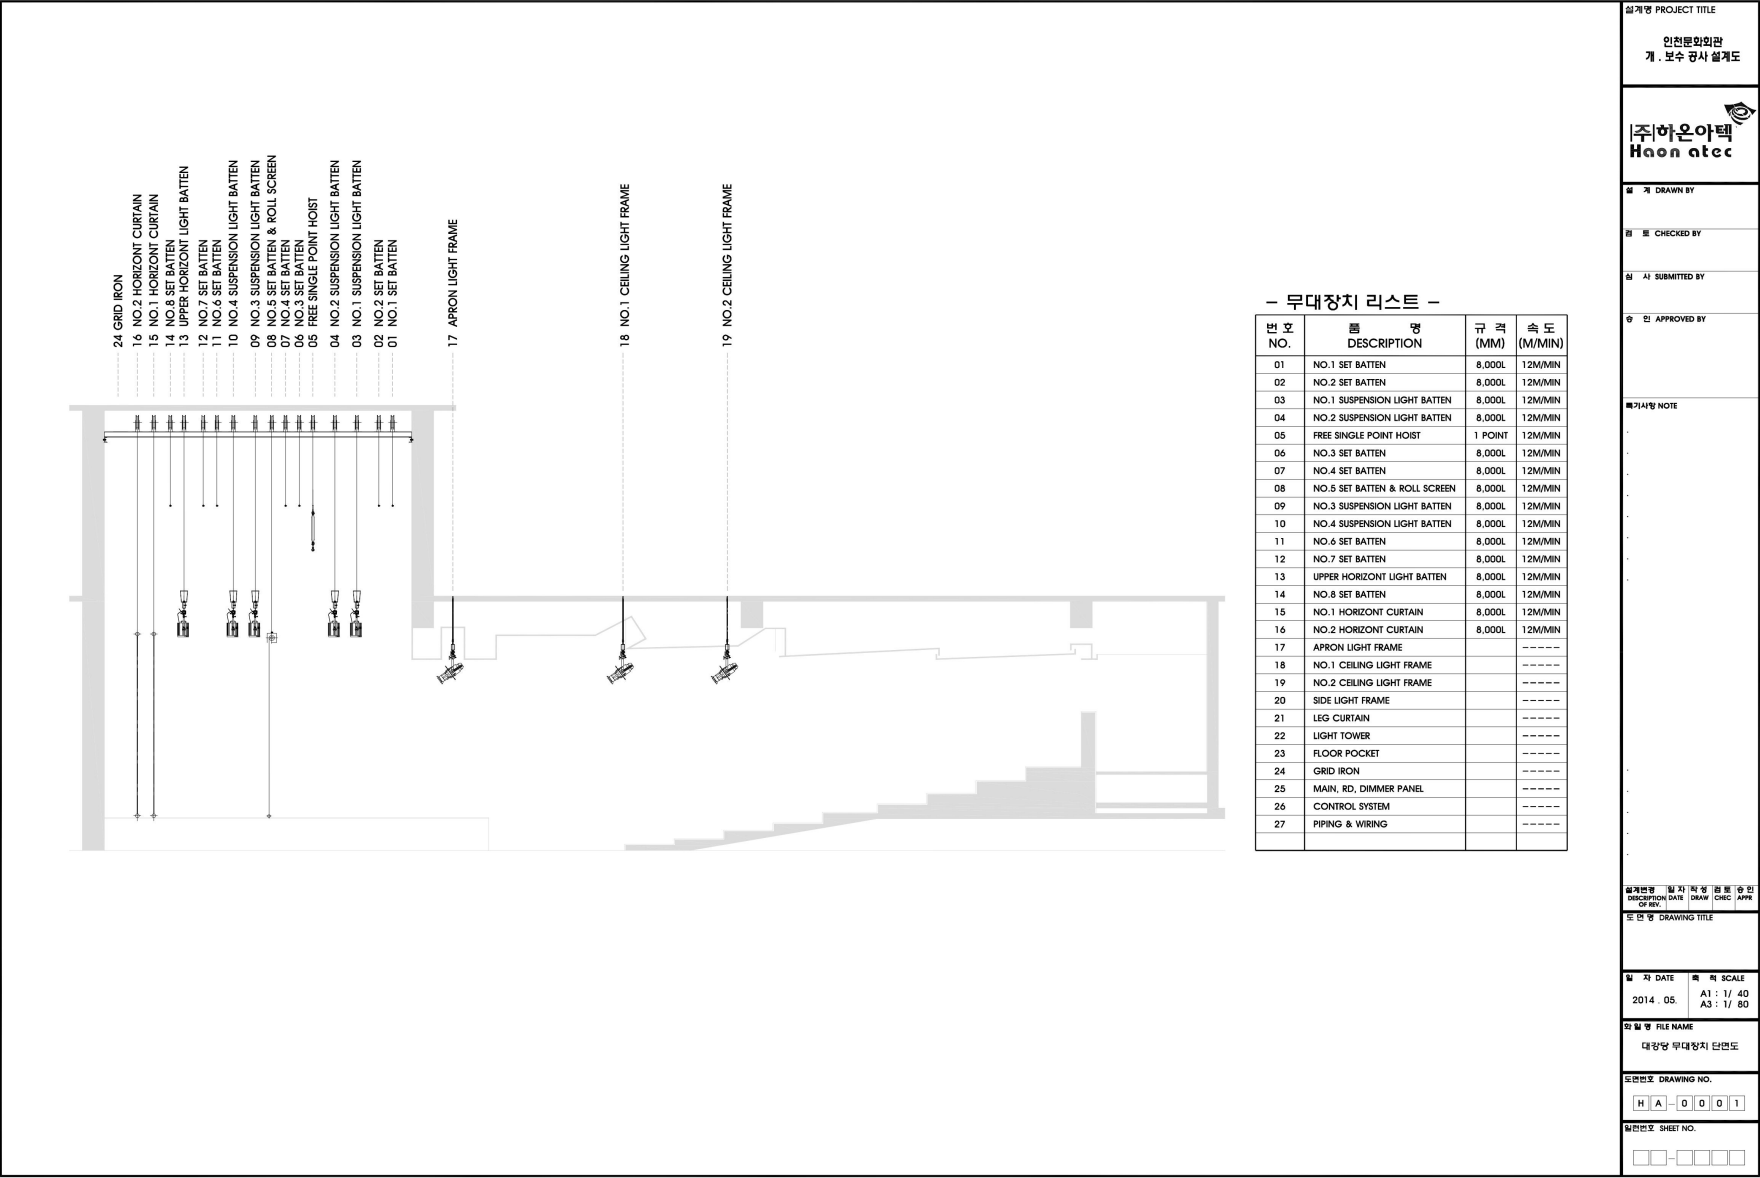 24 GRID IRON
16 NO.2 HORIZONT CURTAIN
15 NO.1 HORIZONT CURTAIN
14 NO.8 SET BATTEN
13 UPPER HORIZONT LIGHT BATTEN
12 NO.7 SET BATTEN
11 NO.6 SET BATTEN
10 NO.4 SUSPENSION LIGHT BATTEN
09 NO.3 SUSPENSION LIGHT BATTEN
08 NO.5 SET BATTEN & ROLL SCREEN
07 NO.4 SET BATTEN
06 NO.3 SET BATTEN
05 FREE SINGLE POINT HOIST
04 NO.2 SUSPENSION LIGHT BATTEN
03 NO.1 SUSPENSION LIGHT BATTEN
02 NO.2 SET BATTEN
01 NO.1 SET BATTEN
17 APRON LIGHT FRAME
18 NO.1 CEILING LIGHT FRAME
19 NO.2 CEILING LIGHT FRAME
– 무대장치 리스트 –
번 호 품 명 규 격 속 도
NO. DESCRIPTION (MM) (M/MIN)
01 NO.1 SET BATTEN 8,000L 12M/MIN
02 NO.2 SET BATTEN 8,000L 12M/MIN
03 NO.1 SUSPENSION LIGHT BATTEN 8,000L 12M/MIN
04 NO.2 SUSPENSION LIGHT BATTEN 8,000L 12M/MIN
05 FREE SINGLE POINT HOIST 1 POINT 12M/MIN
06 NO.3 SET BATTEN 8,000L 12M/MIN
07 NO.4 SET BATTEN 8,000L 12M/MIN
08 NO.5 SET BATTEN & ROLL SCREEN 8,000L 12M/MIN
09 NO.3 SUSPENSION LIGHT BATTEN 8,000L 12M/MIN
10 NO.4 SUSPENSION LIGHT BATTEN 8,000L 12M/MIN
11 NO.6 SET BATTEN 8,000L 12M/MIN
12 NO.7 SET BATTEN 8,000L 12M/MIN
13 UPPER HORIZONT LIGHT BATTEN 8,000L 12M/MIN
14 NO.8 SET BATTEN 8,000L 12M/MIN
15 NO.1 HORIZONT CURTAIN 8,000L 12M/MIN
16 NO.2 HORIZONT CURTAIN 8,000L 12M/MIN
17 APRON LIGHT FRAME -----
18 NO.1 CEILING LIGHT FRAME -----
19 NO.2 CEILING LIGHT FRAME -----
20 SIDE LIGHT FRAME -----
21 LEG CURTAIN -----
22 LIGHT TOWER -----
23 FLOOR POCKET -----
24 GRID IRON -----
25 MAIN, RD, DIMMER PANEL -----
26 CONTROL SYSTEM -----
27 PIPING & WIRING -----
설계명 PROJECT TITLE
인천문화회관
개 . 보수 공사 설계도
(주)하온아텍
Haon atec
설 계 DRAWN BY
검 토 CHECKED BY
심 사 SUBMITTED BY
승 인 APPROVED BY
특기사항 NOTE
설계변경 일 자 작 성 검 토 승 인
DESCRIPTION DATE DRAW CHEC APPR
OF REV.
도 면 명 DRAWING TITLE
일 자 DATE 축 척 SCALE
2014 . 05. A1 : 1/ 40
A3 : 1/ 80
화 일 명 FILE NAME
대강당 무대장치 단면도
도면번호 DRAWING NO.
H A - 0 0 0 1
일련번호 SHEET NO.